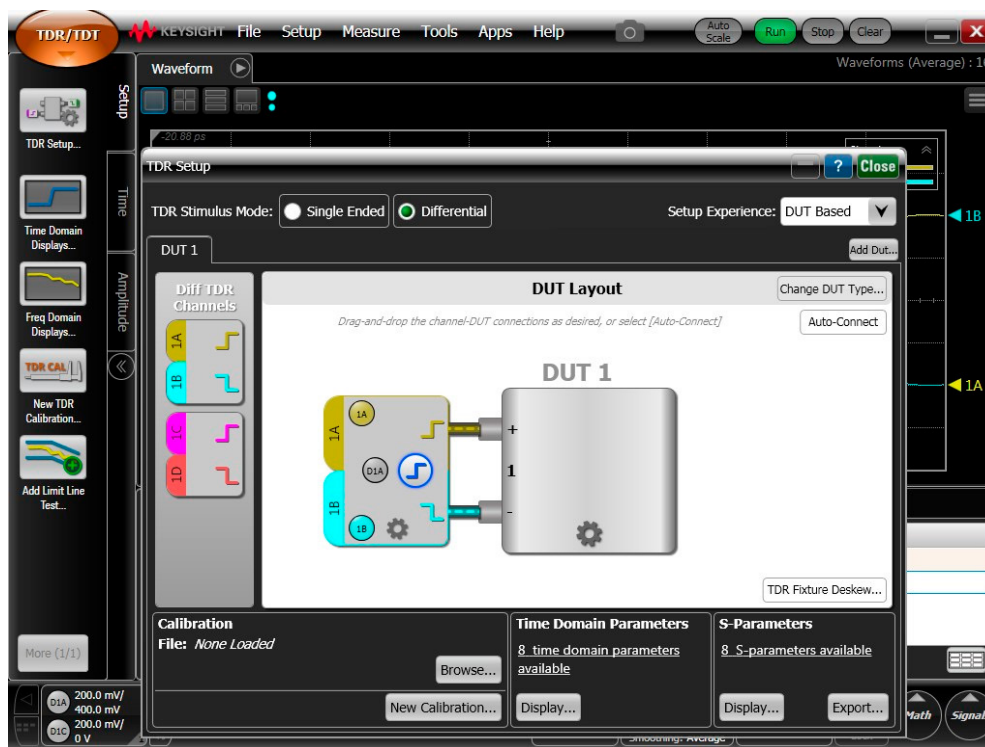 TDR/TDT
KEYSIGHT File Setup Measure Tools Apps Help
Auto Scale
Run
Stop
Clear
Waveform
Waveforms (Average) : 1
Setup
Time
Amplitude
TDR Setup...
Time Domain
Displays...
Freq Domain
Displays...
TDR CAL
New TDR
Calibration...
Add Limit Line
Test...
More (1/1)
-20.88 ps
TDR Setup
?
Close
TDR Stimulus Mode:
Single Ended
Differential
Setup Experience:
DUT Based
DUT 1
Add Dut...
Diff TDR
Channels
1A
1B
1C
1D
DUT Layout
Change DUT Type...
Drag-and-drop the channel-DUT connections as desired, or select [Auto-Connect]
Auto-Connect
DUT 1
1A
1A
D1A
1B
1B
+
1
-
TDR Fixture Deskew...
Calibration
File: None Loaded
Browse...
New Calibration...
Time Domain Parameters
8 time domain parameters
available
Display...
S-Parameters
8 S-parameters available
Display...
Export...
1B
1A
D1A
200.0 mV/
400.0 mV
D1C
200.0 mV/
0 V
Smoothing: Average
Math
Signal